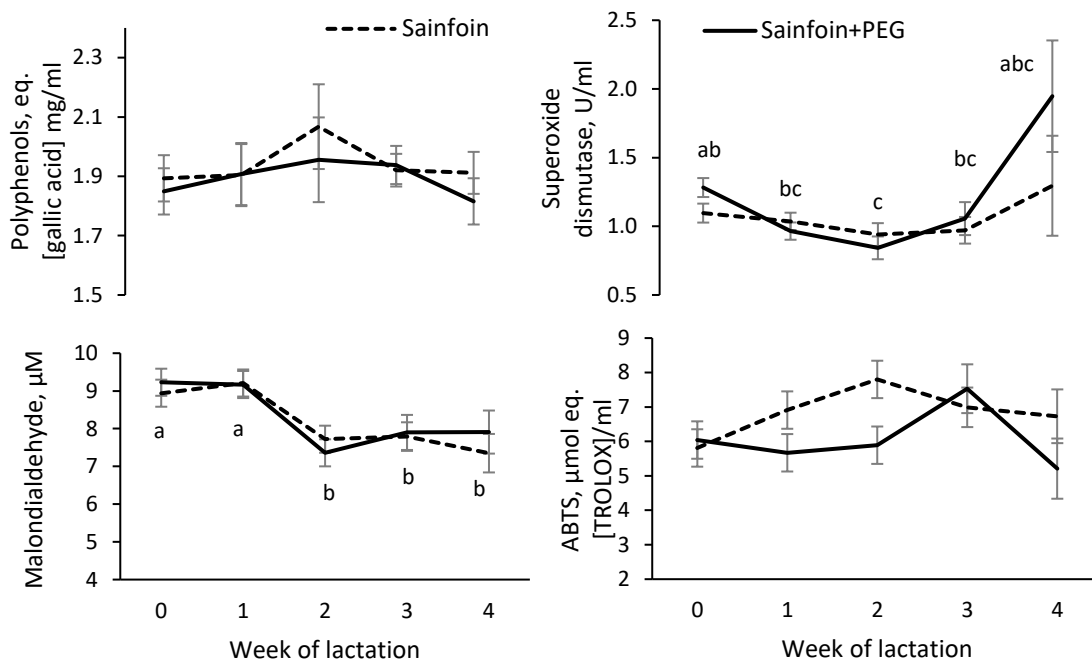 Sainfoin
Polyphenols, eq.
[gallic acid] mg/ml
2.3
2.1
1.9
1.7
1.5
Sainfoin+PEG
Superoxide
dismutase, U/ml
2.5
2.0
1.5
1.0
0.5
ab
bc
c
bc
abc
Malondialdehyde, µM
10
9
8
7
6
5
4
a
a
b
b
b
0 1 2 3 4
Week of lactation
ABTS, µmol eq.
[TROLOX]/ml
9
8
7
6
5
4
3
2
0 1 2 3 4
Week of lactation